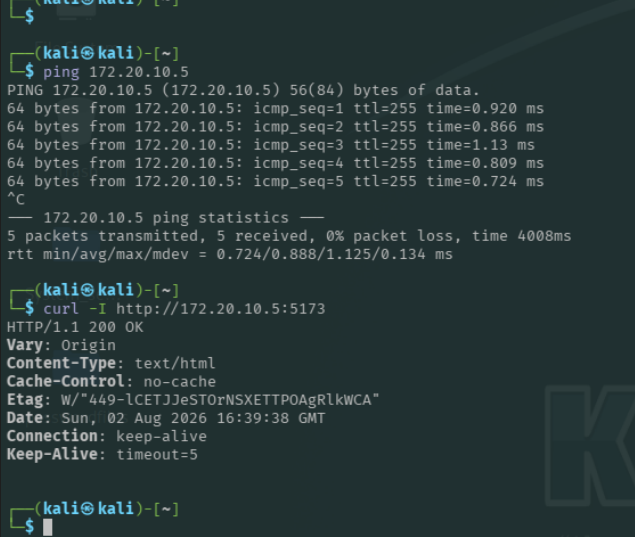 ┌──(kali㉿kali)-[~]
└─$
┌──(kali㉿kali)-[~]
└─$ ping 172.20.10.5
PING 172.20.10.5 (172.20.10.5) 56(84) bytes of data.
64 bytes from 172.20.10.5: icmp_seq=1 ttl=255 time=0.920 ms
64 bytes from 172.20.10.5: icmp_seq=2 ttl=255 time=0.866 ms
64 bytes from 172.20.10.5: icmp_seq=3 ttl=255 time=1.13 ms
64 bytes from 172.20.10.5: icmp_seq=4 ttl=255 time=0.809 ms
64 bytes from 172.20.10.5: icmp_seq=5 ttl=255 time=0.724 ms
^C
─── 172.20.10.5 ping statistics ───
5 packets transmitted, 5 received, 0% packet loss, time 4008ms
rtt min/avg/max/mdev = 0.724/0.888/1.125/0.134 ms
┌──(kali㉿kali)-[~]
└─$ curl -I http://172.20.10.5:5173
HTTP/1.1 200 OK
Vary: Origin
Content-Type: text/html
Cache-Control: no-cache
Etag: W/"449-lCETJJeSTOrNSXETTPOAgRlkWCA"
Date: Sun, 02 Aug 2026 16:39:38 GMT
Connection: keep-alive
Keep-Alive: timeout=5
┌──(kali㉿kali)-[~]
└─$